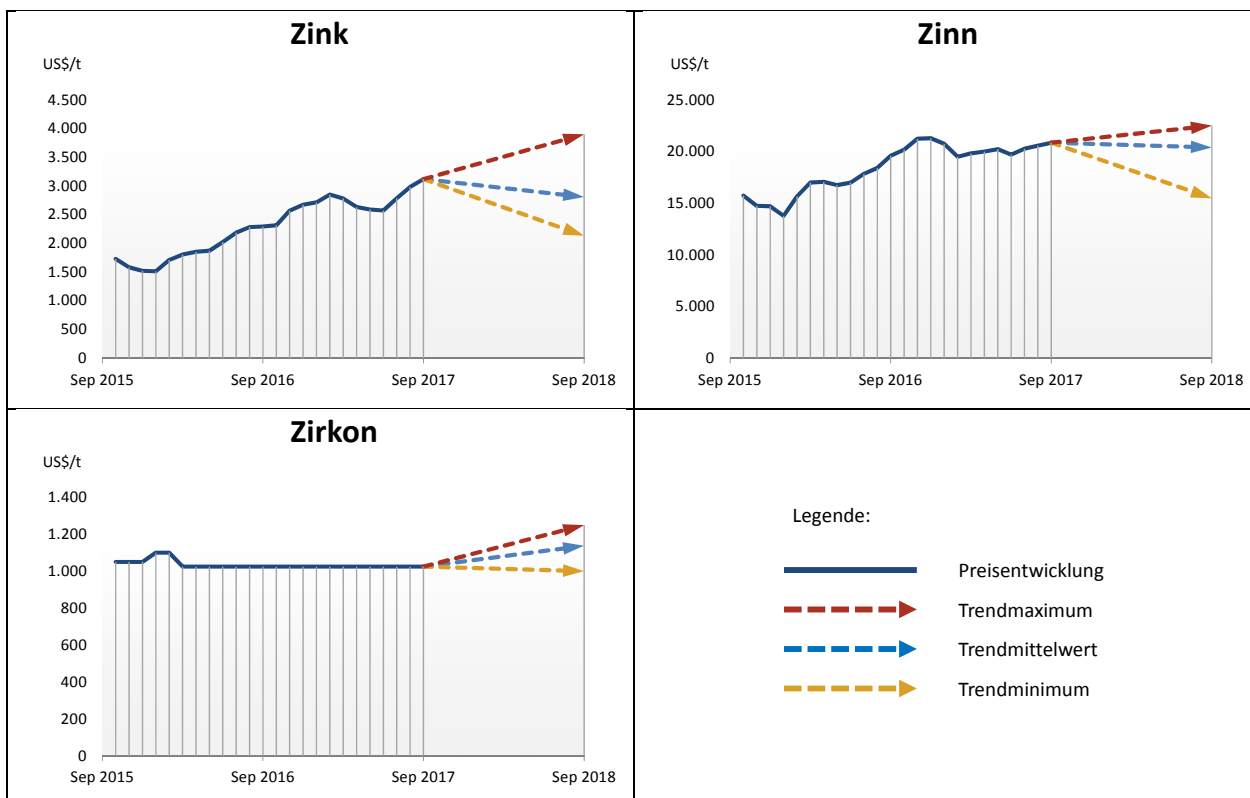 Zink
US$/t
4.500
4.000
3.500
3.000
2.500
2.000
1.500
1.000
500
0
Sep 2015 Sep 2016 Sep 2017 Sep 2018
Zinn
US$/t
25.000
20.000
15.000
10.000
5.000
0
Sep 2015 Sep 2016 Sep 2017 Sep 2018
Zirkon
US$/t
1.400
1.200
1.000
800
600
400
200
0
Sep 2015 Sep 2016 Sep 2017 Sep 2018
Legende:
Preisentwicklung
Trendmaximum
Trendmittelwert
Trendminimum